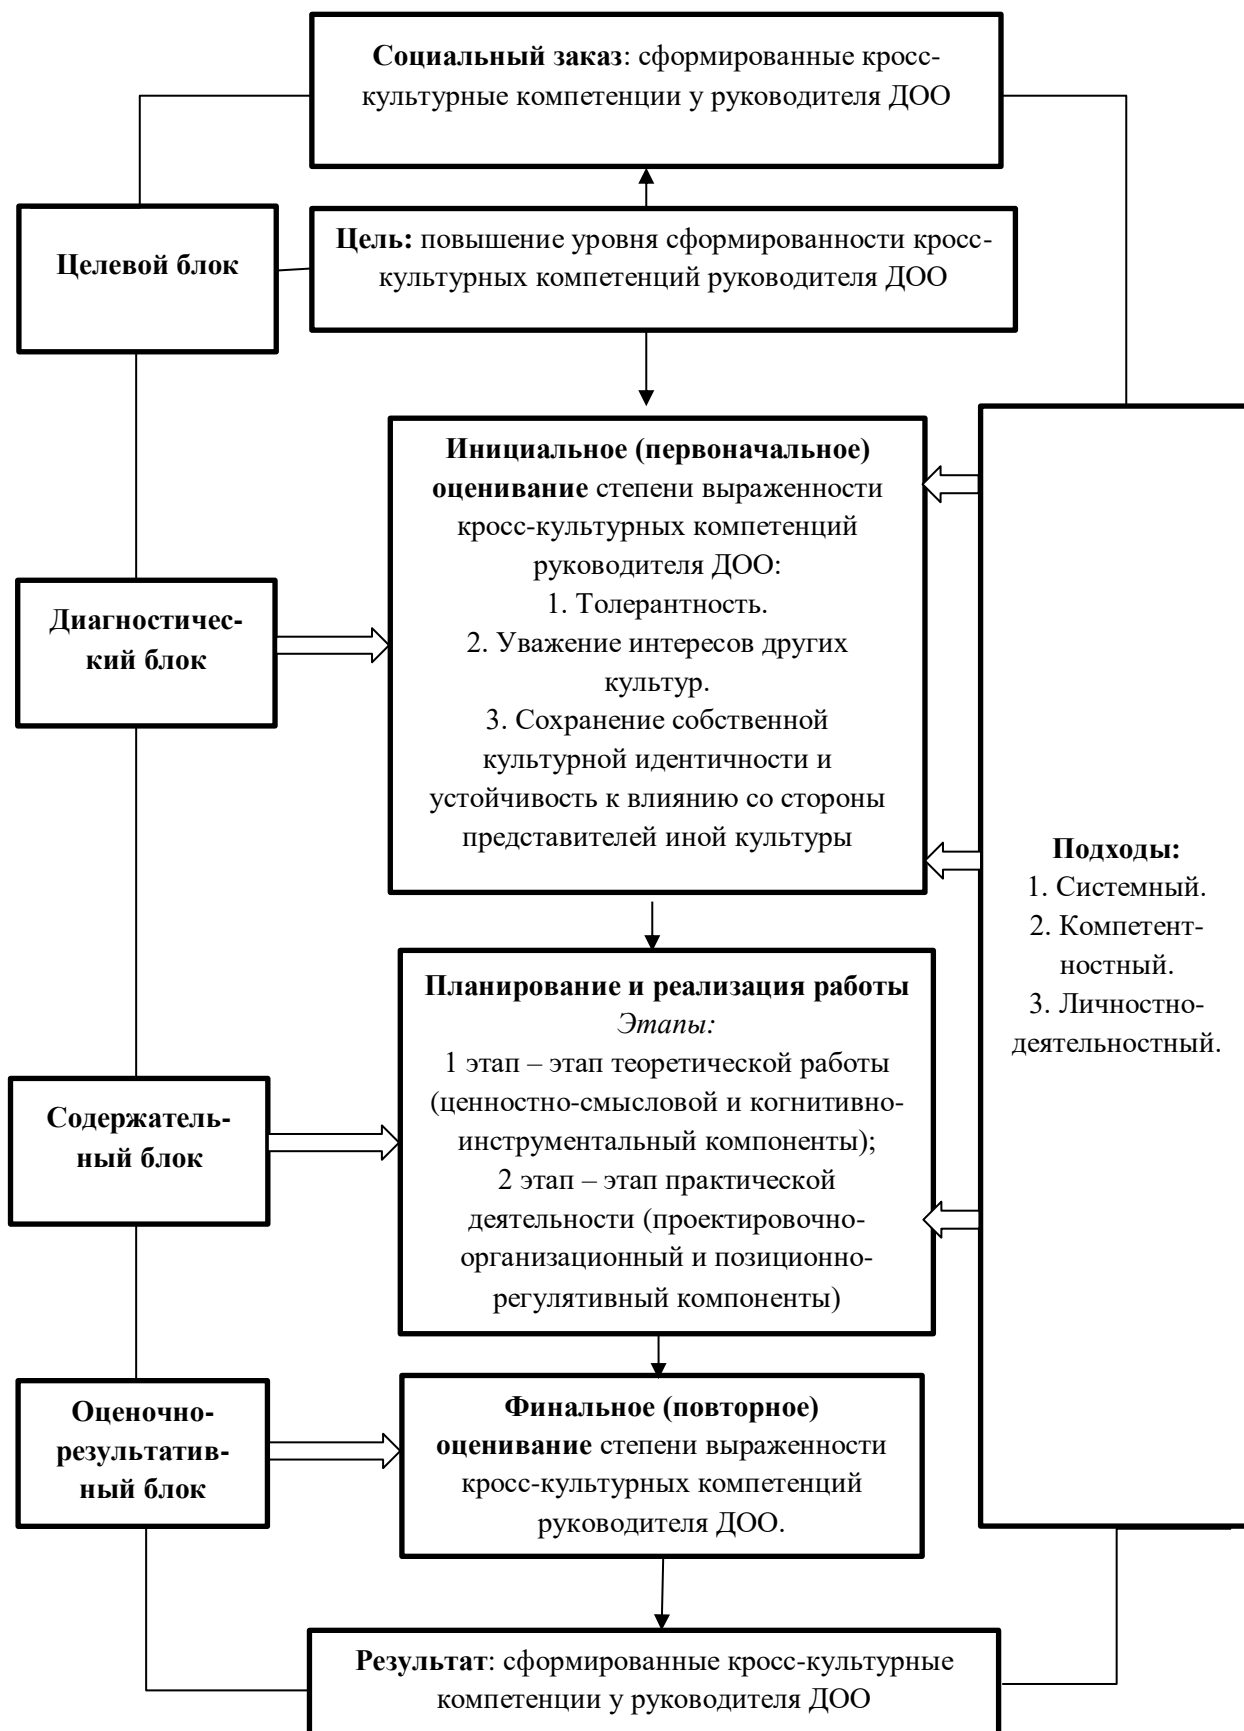 Социальный заказ: сформированные кросс-
культурные компетенции у руководителя ДОО
Целевой блок
Цель: повышение уровня сформированности кросс-
культурных компетенций руководителя ДОО
Инициальное (первоначальное)
оценивание степени выраженности
кросс-культурных компетенций
руководителя ДОО:
1. Толерантность.
2. Уважение интересов других
культур.
3. Сохранение собственной
культурной идентичности и
устойчивость к влиянию со стороны
представителей иной культуры
Диагностичес-
кий блок
Подходы:
1. Системный.
2. Компетент-
ностный.
3. Личностно-
деятельностный.
Планирование и реализация работы
Этапы:
1 этап – этап теоретической работы
(ценностно-смысловой и когнитивно-
инструментальный компоненты);
2 этап – этап практической
деятельности (проектировочно-
организационный и позиционно-
регулятивный компоненты)
Содержатель-
ный блок
Оценочно-
результатив-
ный блок
Финальное (повторное)
оценивание степени выраженности
кросс-культурных компетенций
руководителя ДОО.
Результат: сформированные кросс-культурные
компетенции у руководителя ДОО